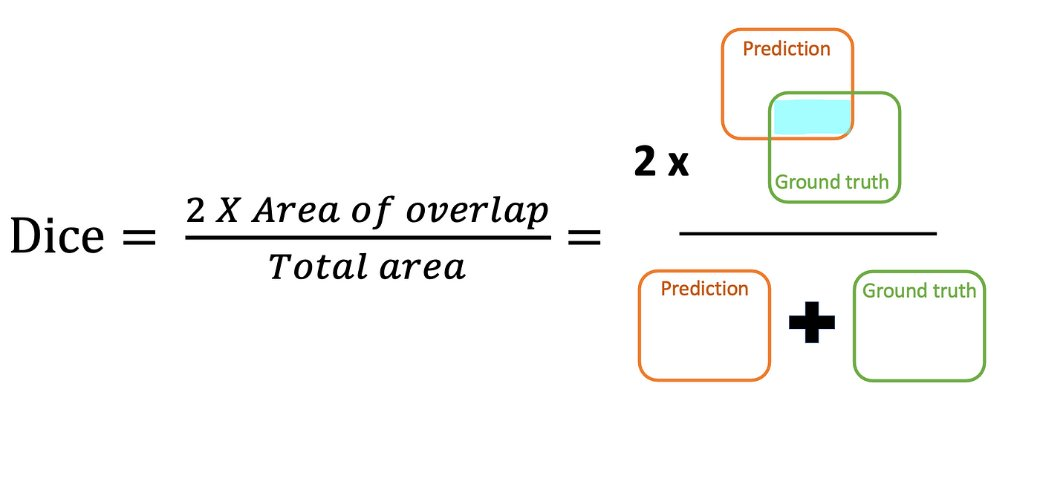 Prediction
2 x
Ground truth
Dice = 2 X Area of overlap / Total area =
Prediction + Ground truth